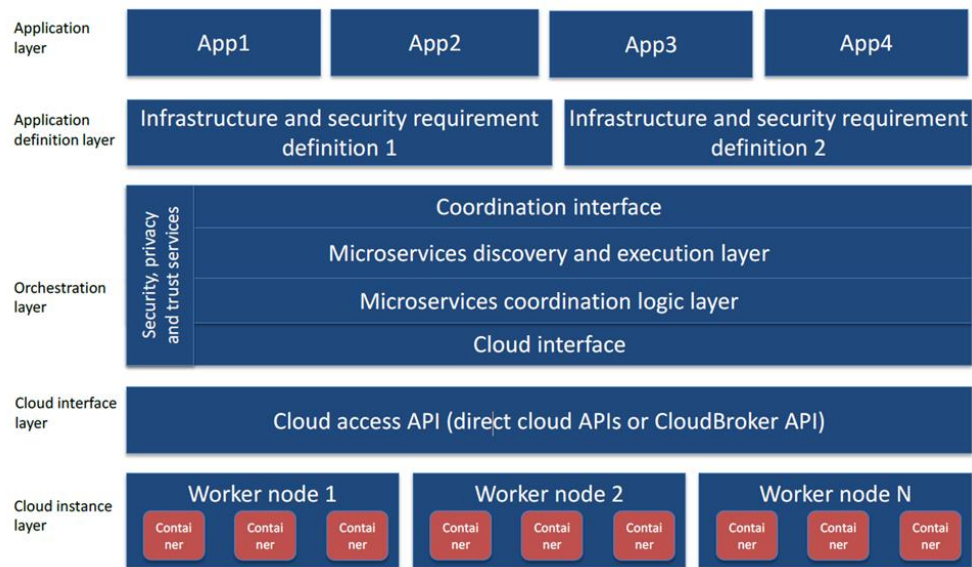 Application
layer
App1
App2
App3
App4
Application
definition layer
Infrastructure and security requirement
definition 1
Infrastructure and security requirement
definition 2
Orchestration
layer
Security, privacy
and trust services
Coordination interface
Microservices discovery and execution layer
Microservices coordination logic layer
Cloud interface
Cloud interface
layer
Cloud access API (direct cloud APIs or CloudBroker API)
Cloud instance
layer
Worker node 1
Contai
ner
Contai
ner
Contai
ner
Worker node 2
Contai
ner
Contai
ner
Contai
ner
Worker node N
Contai
ner
Contai
ner
Contai
ner